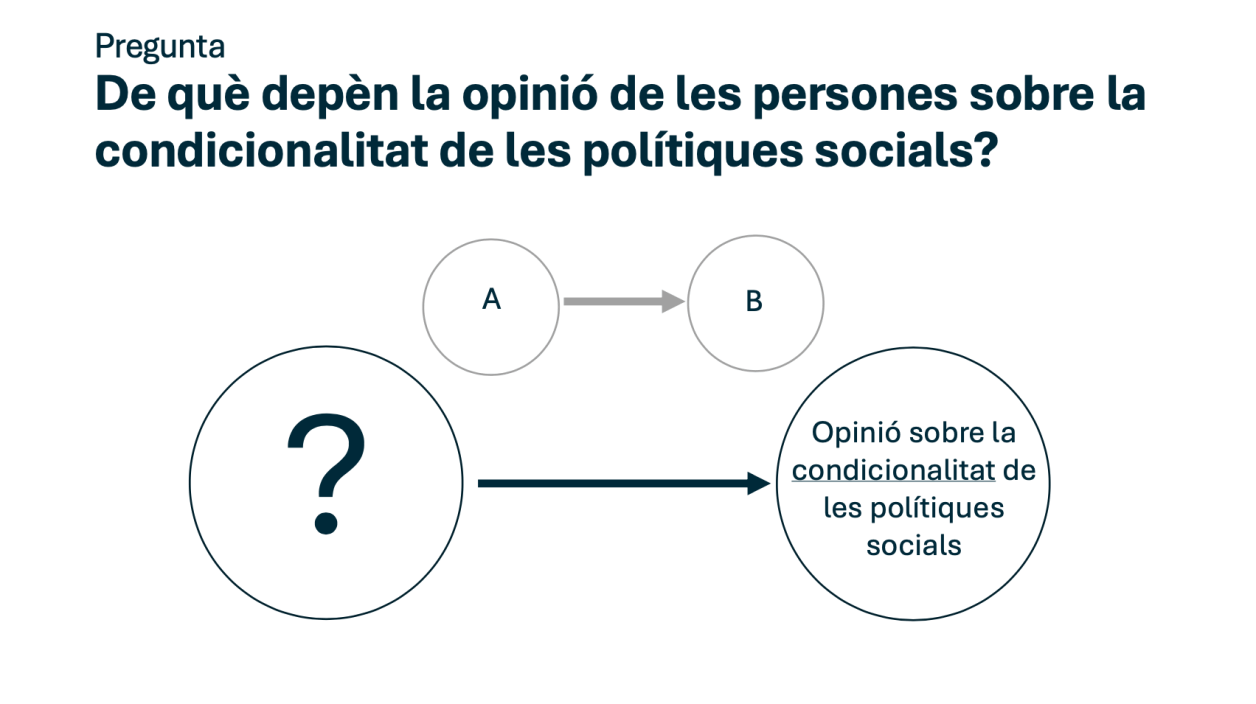 Pregunta
De què depèn la opinió de les persones sobre la
condicionalitat de les polítiques socials?
A
B
?
Opinió sobre la
condicionalitat de
les polítiques
socials